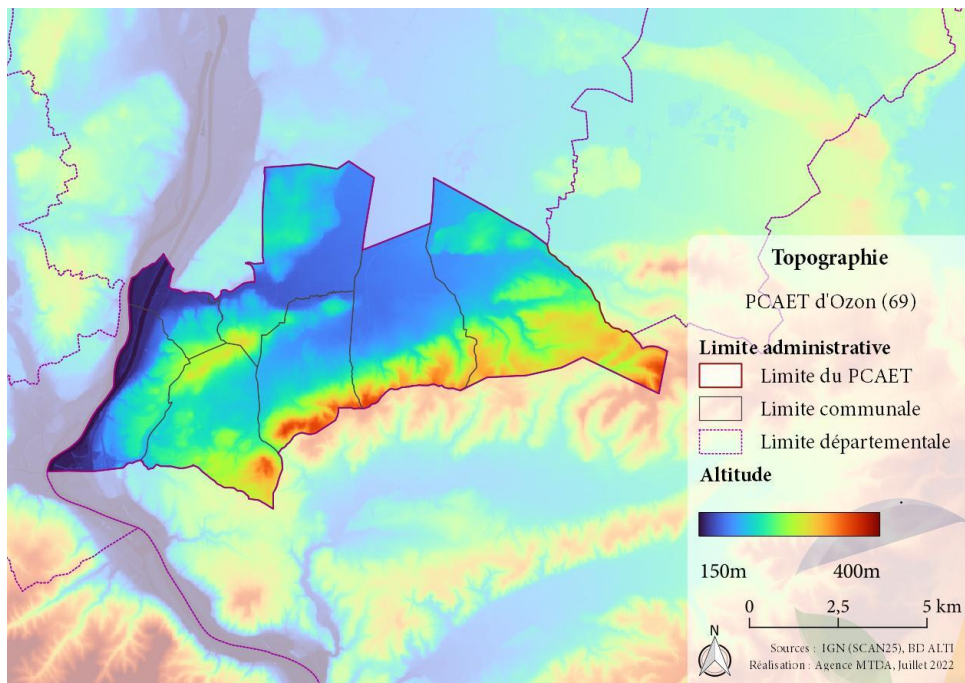 Topographie
PCAET d'Ozon (69)
Limite administrative
Limite du PCAET
Limite communale
Limite départementale
Altitude
150m 400m
0 2,5 5 km
N
Sources : IGN (SCAN25), BD ALTI
Réalisation : Agence MTDA, Juillet 2022